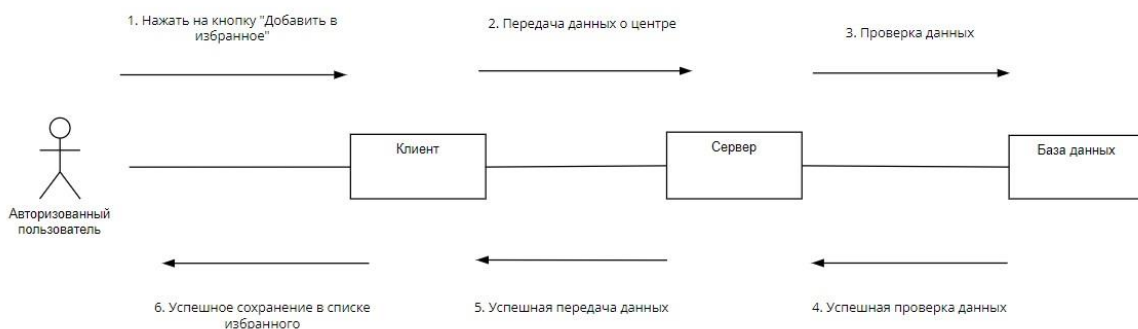 1. Нажать на кнопку "Добавить в
избранное"
2. Передача данных о центре
3. Проверка данных
Клиент
Сервер
База данных
Авторизованный
пользователь
6. Успешное сохранение в списке
избранного
5. Успешная передача данных
4. Успешная проверка данных